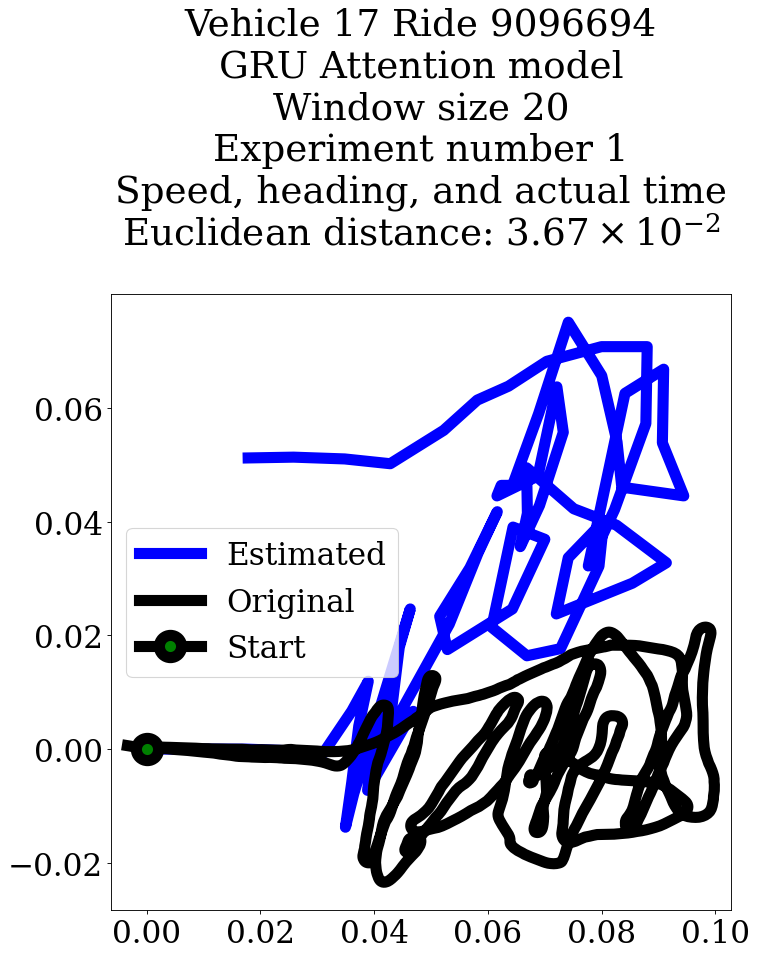 Vehicle 17 Ride 9096694
GRU Attention model
Window size 20
Experiment number 1
Speed, heading, and actual time
Euclidean distance: 3.67 × 10⁻²
0.06
0.04
Estimated
Original
0.02
Start
0.00
−0.02
0.00 0.02 0.04 0.06 0.08 0.10